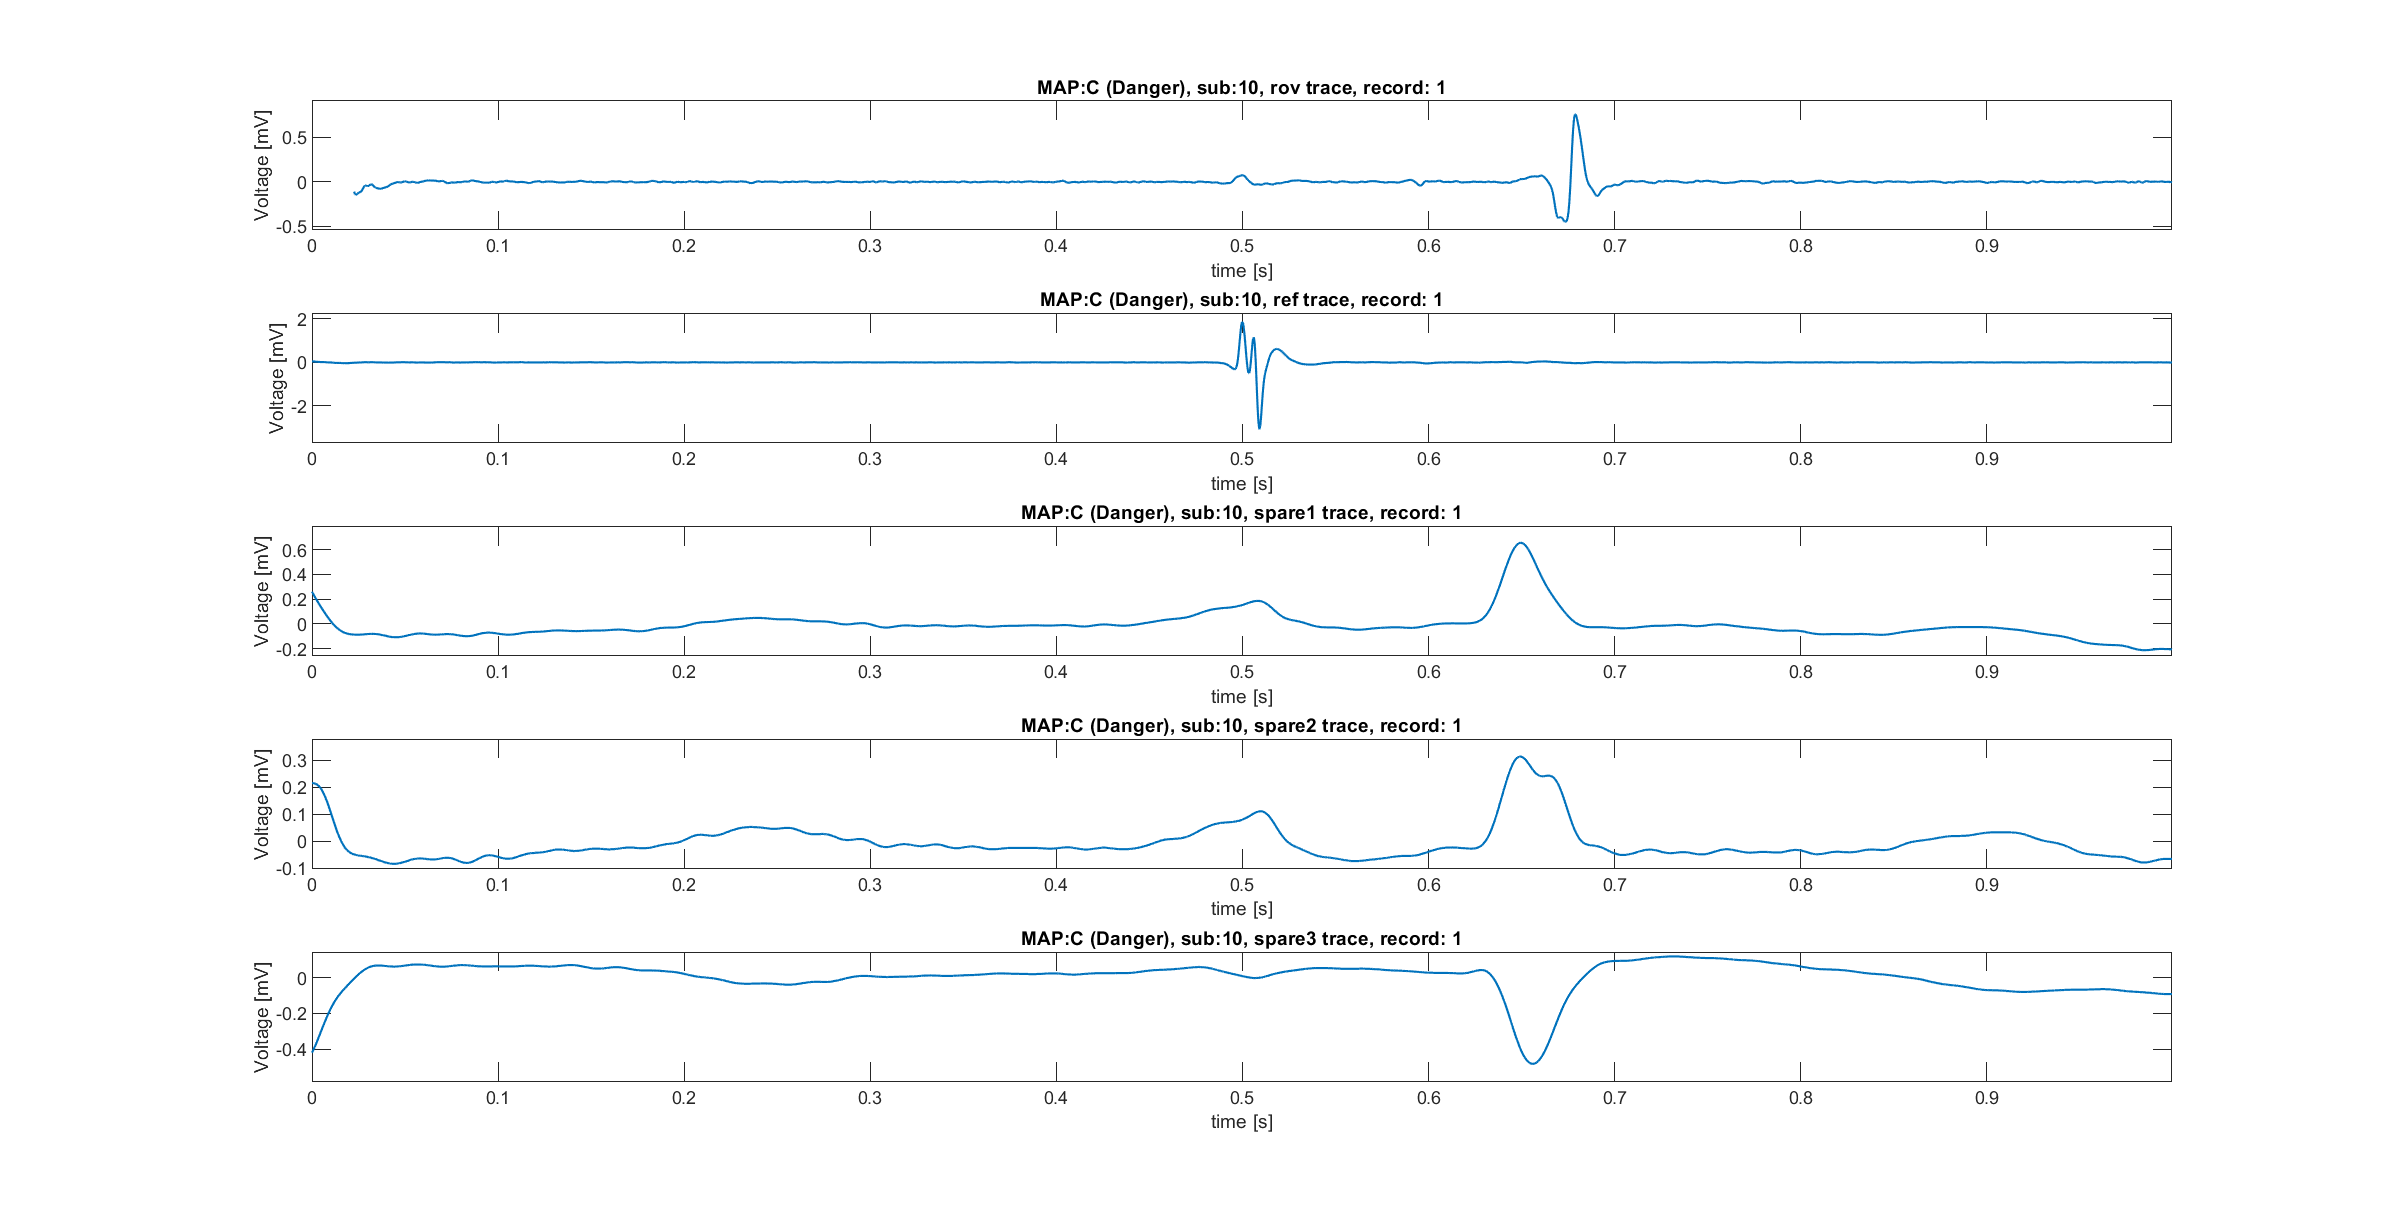 MAP:C (Danger), sub:10, rov trace, record: 1
Voltage [mV]
0.5
0
-0.5
0 0.1 0.2 0.3 0.4 0.5 0.6 0.7 0.8 0.9
time [s]
MAP:C (Danger), sub:10, ref trace, record: 1
Voltage [mV]
2
0
-2
0 0.1 0.2 0.3 0.4 0.5 0.6 0.7 0.8 0.9
time [s]
MAP:C (Danger), sub:10, spare1 trace, record: 1
Voltage [mV]
0.6
0.4
0.2
0
-0.2
0 0.1 0.2 0.3 0.4 0.5 0.6 0.7 0.8 0.9
time [s]
MAP:C (Danger), sub:10, spare2 trace, record: 1
Voltage [mV]
0.3
0.2
0.1
0
-0.1
0 0.1 0.2 0.3 0.4 0.5 0.6 0.7 0.8 0.9
time [s]
MAP:C (Danger), sub:10, spare3 trace, record: 1
Voltage [mV]
0
-0.2
-0.4
0 0.1 0.2 0.3 0.4 0.5 0.6 0.7 0.8 0.9
time [s]